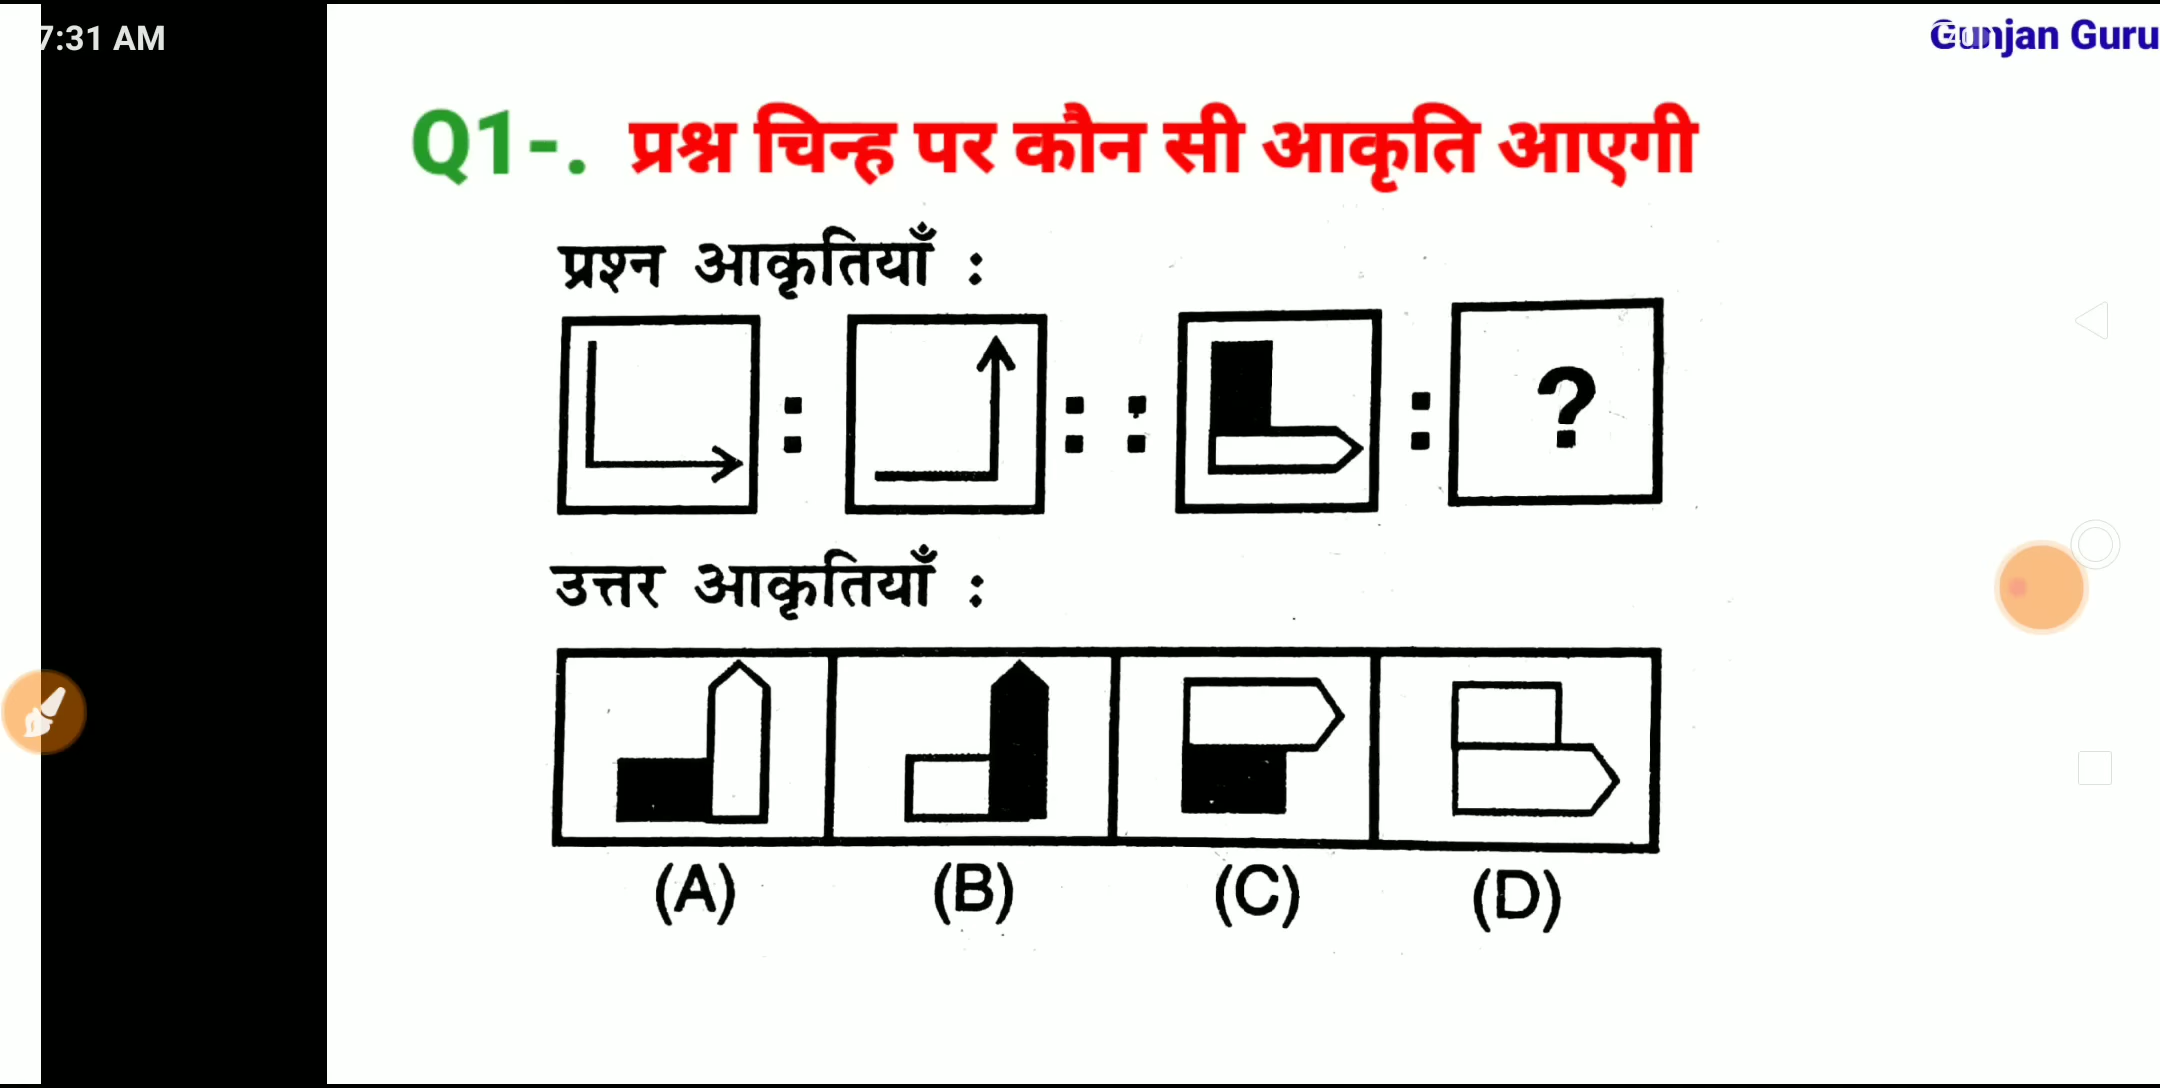 7:31 AM
Gunjan Guru
Q1-. प्रश्न चिन्ह पर कौन सी आकृति आएगी
प्रश्न आकृतियाँ :
: : : : ?
उत्तर आकृतियाँ :
(A) (B) (C) (D)